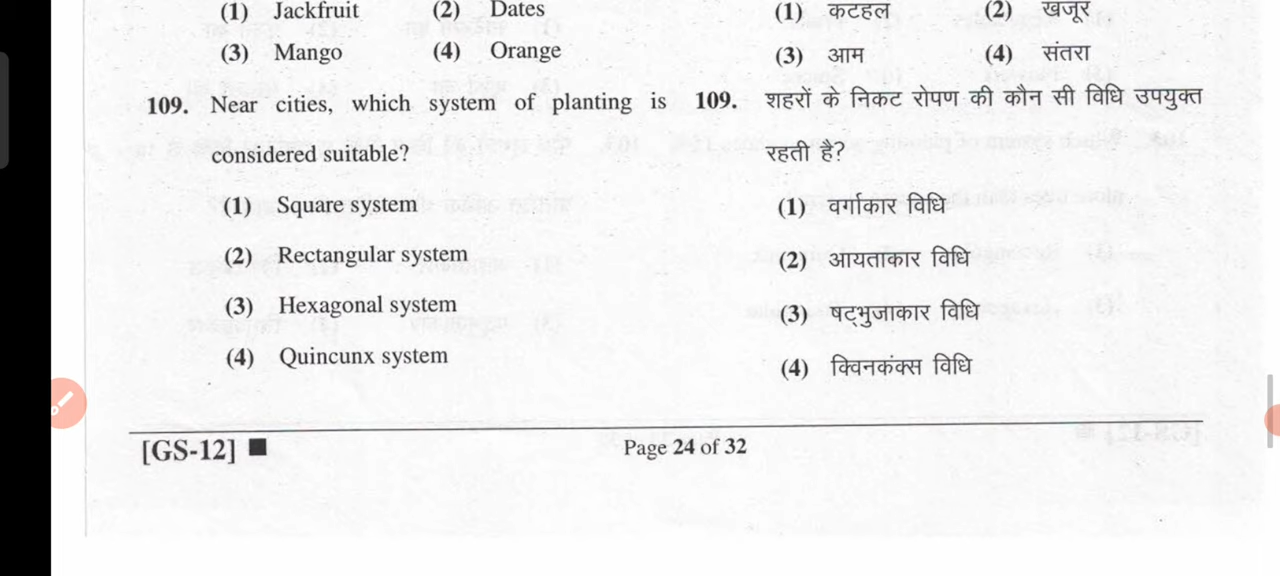 (1) Jackfruit (2) Dates
(3) Mango (4) Orange
109. Near cities, which system of planting is
considered suitable?
(1) Square system
(2) Rectangular system
(3) Hexagonal system
(4) Quincunx system
(1) कटहल (2) खजूर
(3) आम (4) संतरा
109. शहरों के निकट रोपण की कौन सी विधि उपयुक्त
रहती है?
(1) वर्गाकार विधि
(2) आयताकार विधि
(3) षट्भुजाकार विधि
(4) क्विनकंक्स विधि
[GS-12] ■ Page 24 of 32